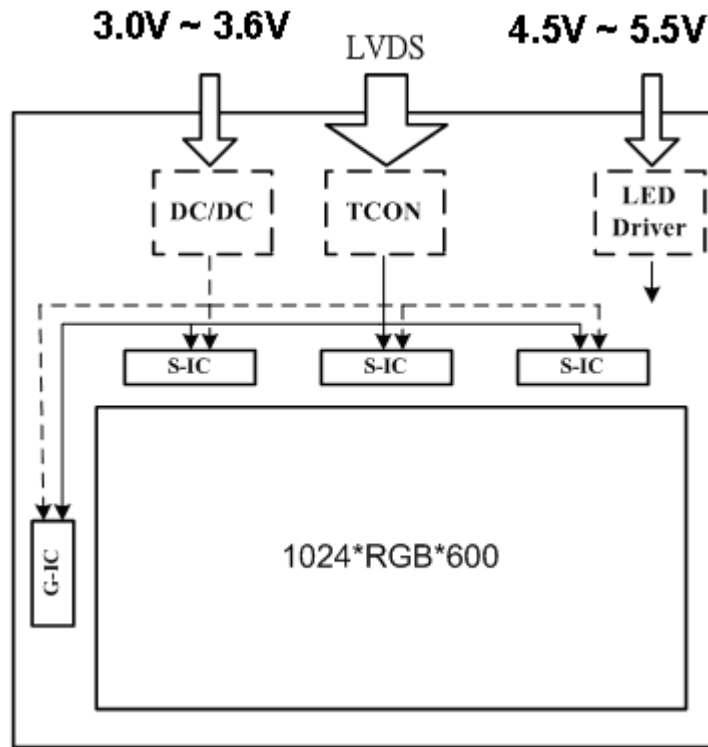 3.0V ~ 3.6V
LVDS
4.5V ~ 5.5V
DC/DC
TCON
LED
Driver
S-IC
S-IC
S-IC
G-IC
1024*RGB*600